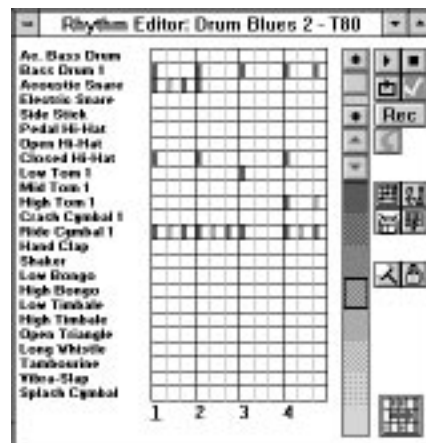 Rhythm Editor: Drum Blues 2 - T80
Ac. Bass Drum
Bass Drum 1
Acoustic Snare
Electric Snare
Side Stick
Pedal Hi-Hat
Open Hi-Hat
Closed Hi-Hat
Low Tom 1
Mid Tom 1
High Tom 1
Crash Cymbal 1
Ride Cymbal 1
Hand Clap
Shaker
Low Bongo
High Bongo
Low Timbale
High Timbale
Open Triangle
Long Whistle
Tambourine
Vibra-Slap
Splash Cymbal
1 2 3 4
Rec